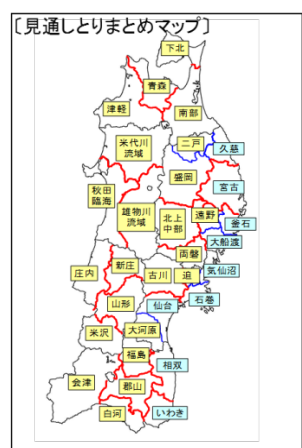 〔見通しとりまとめマップ〕
下北
青森
津軽
南部
米代川
流域
二戸
久慈
盛岡
宮古
秋田
臨海
雄物川
流域
北上
中部
遠野
釜石
大船渡
両磐
新庄
古川
迫
気仙沼
庄内
山形
仙台
石巻
米沢
大河原
福島
相双
会津
郡山
白河
いわき